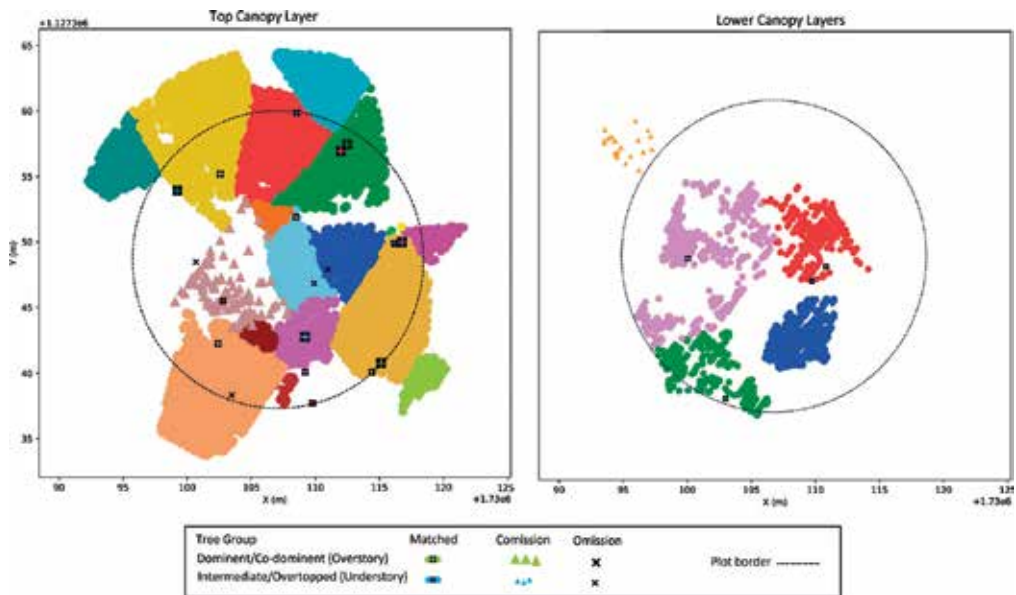 Top Canopy Layer
Lower Canopy Layers
+1.1273e6
65
60
55
50
45
40
35
Y (m)
90 95 100 105 110 115 120 125
X (m)
+1.73e6
90 95 100 105 110 115 120 125
X (m)
+1.73e6
Tree Group Matched Comission Omission
Dominent/Co-dominent (Overstory) Plot border
Intermediate/Overtopped (Understory)